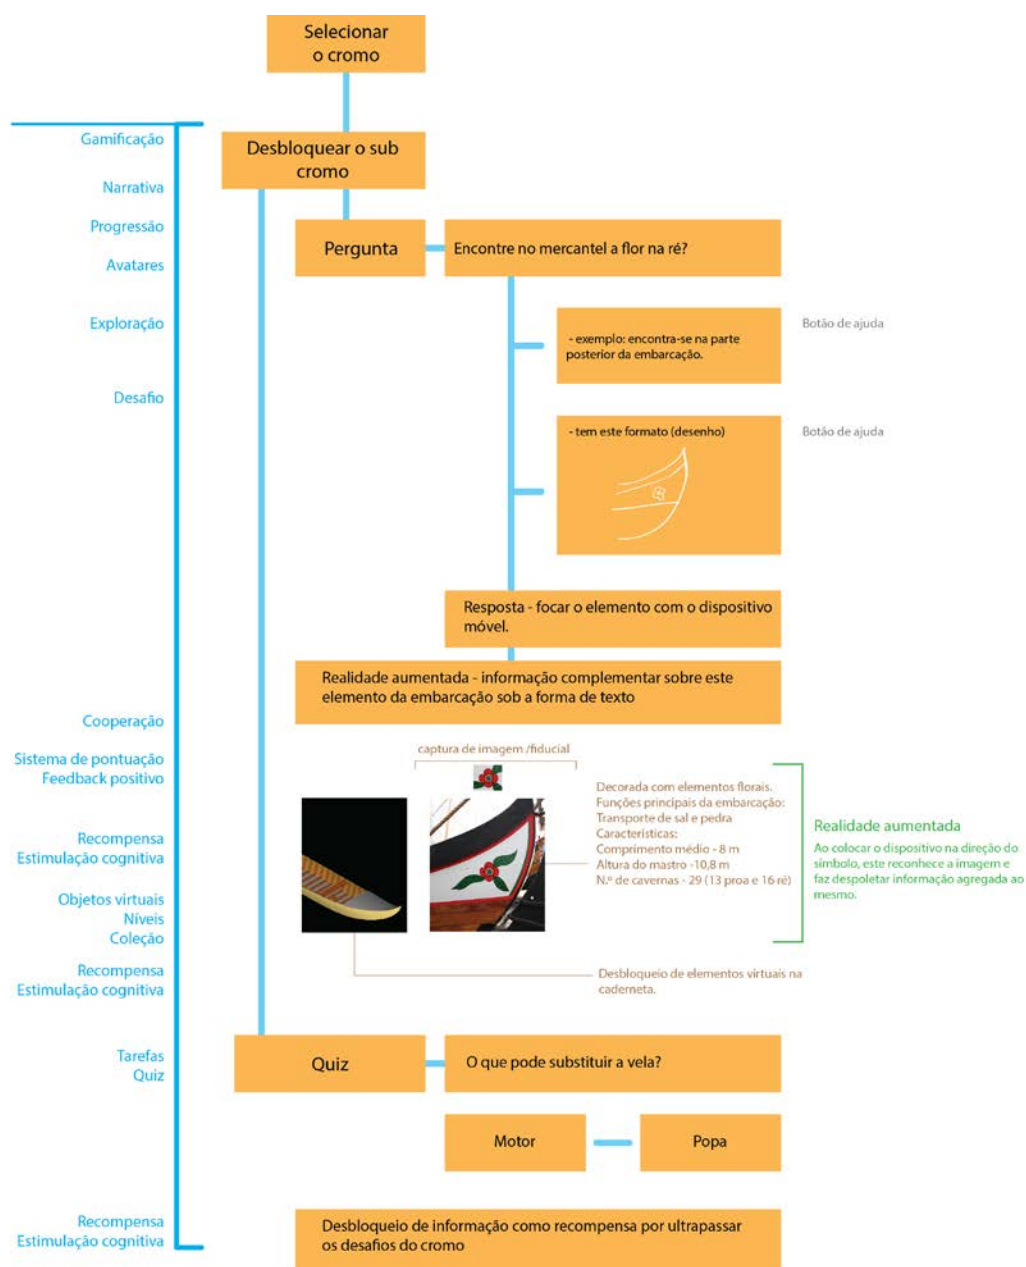 Selecionar
o cromo
Gamificação
Desbloquear o sub
cromo
Narrativa
Progressão
Pergunta
Encontre no mercantel a flor na ré?
Avatares
Exploração
Botão de ajuda
- exemplo: encontra-se na parte
posterior da embarcação.
Desafio
- tem este formato (desenho)
Botão de ajuda
Resposta - focar o elemento com o dispositivo
móvel.
Realidade aumentada - informação complementar sobre este
elemento da embarcação sob a forma de texto
Cooperação
Sistema de pontuação
Feedback positivo
captura de imagem /fiducial
Decorada com elementos florais.
Funções principais da embarcação:
Transporte de sal e pedra
Características:
Comprimento médio - 8 m
Altura do mastro -10,8 m
N.º de cavernas - 29 (13 proa e 16 ré)
Realidade aumentada
Ao colocar o dispositivo na direção do
símbolo, este reconhece a imagem e
faz despoletar informação agregada ao
mesmo.
Recompensa
Estimulação cognitiva
Objetos virtuais
Níveis
Coleção
Recompensa
Estimulação cognitiva
Desbloqueio de elementos virtuais na
caderneta.
Tarefas
Quiz
Quiz
O que pode substituir a vela?
Motor
Popa
Recompensa
Estimulação cognitiva
Desbloqueio de informação como recompensa por ultrapassar
os desafios do cromo